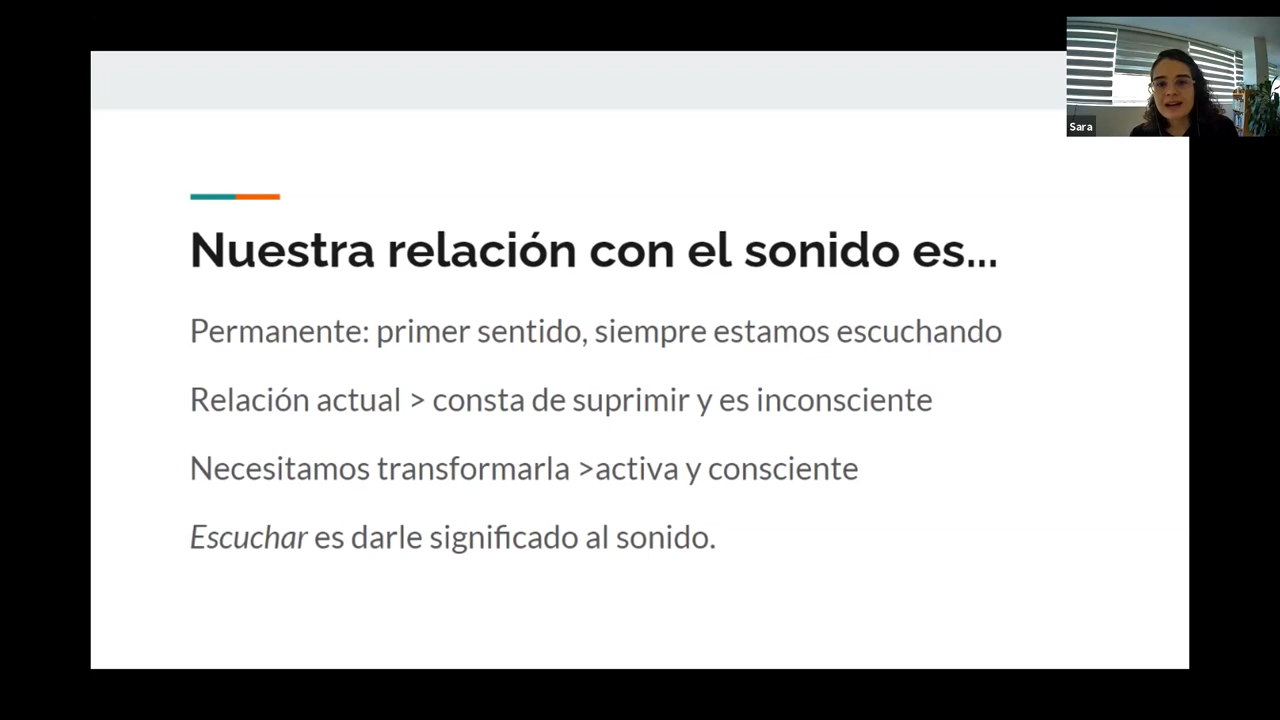 Sara
Nuestra relación con el sonido es...
Permanente: primer sentido, siempre estamos escuchando
Relación actual > consta de suprimir y es inconsciente
Necesitamos transformarla >activa y consciente
Escuchar es darle significado al sonido.